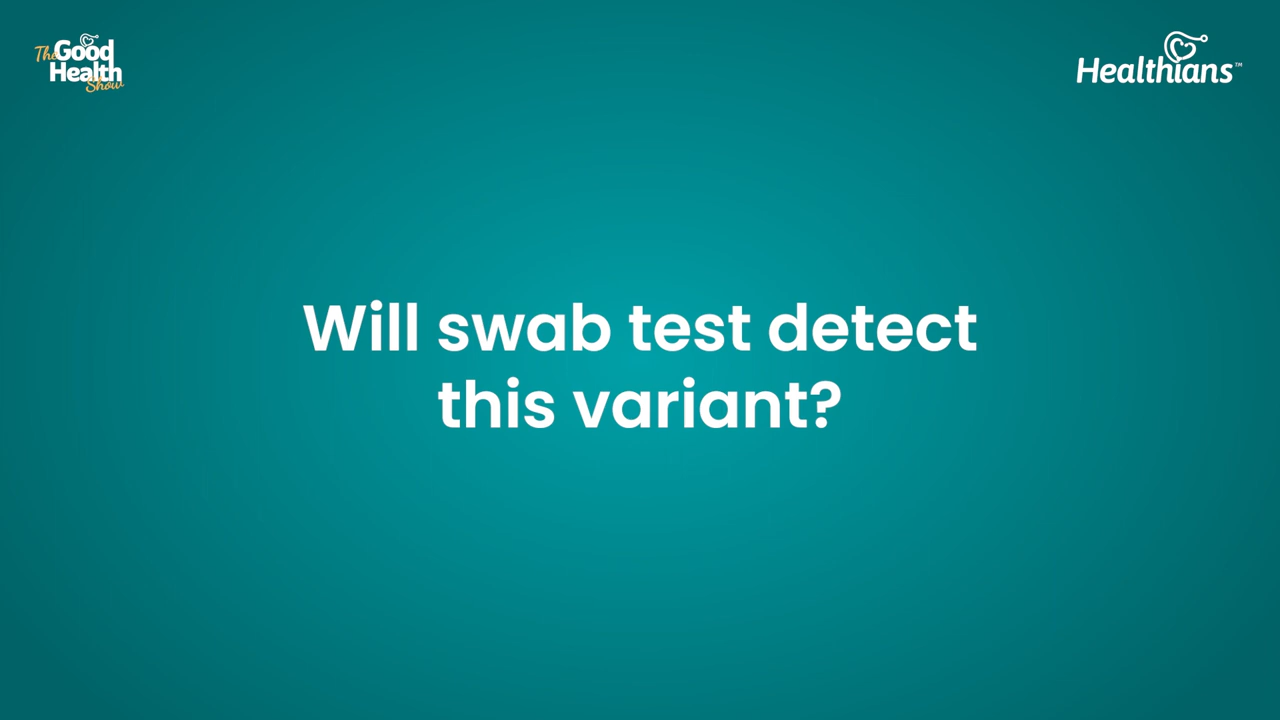 The Good
Health
Show
Healthians™
Will swab test detect
this variant?